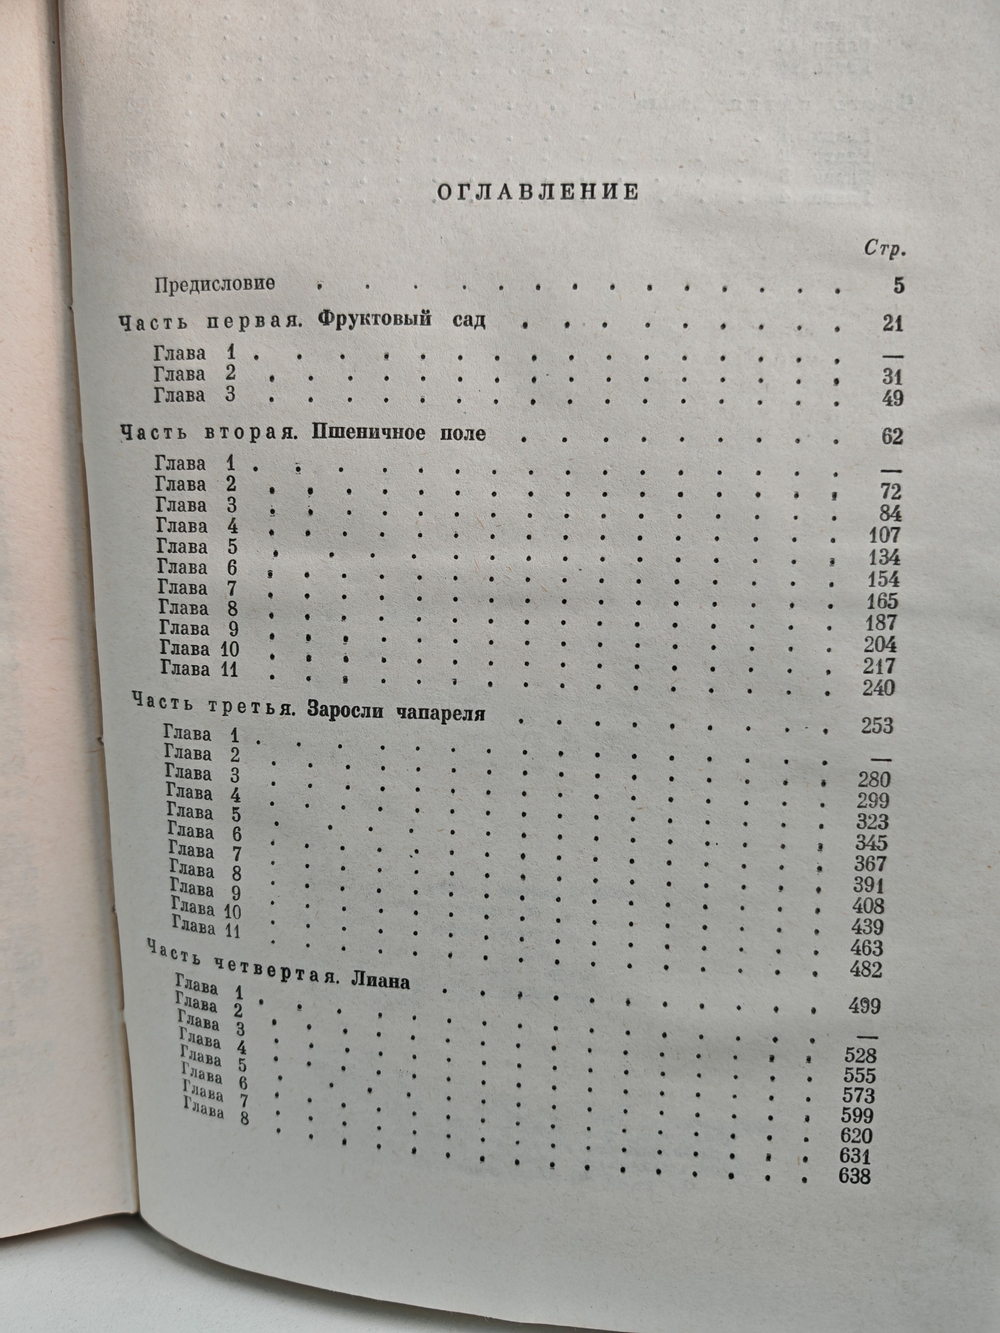 ОГЛАВЛЕНИЕ
Стр.
Предисловие . . . . . . . . . . . . 5
Часть первая. Фруктовый сад . . . . . . . . 21
Глава 1 . . . . . . . . . . . . . . —
Глава 2 . . . . . . . . . . . . . . 31
Глава 3 . . . . . . . . . . . . . . 49
Часть вторая. Пшеничное поле . . . . . . . . 62
Глава 1 . . . . . . . . . . . . . . —
Глава 2 . . . . . . . . . . . . . . 72
Глава 3 . . . . . . . . . . . . . . 84
Глава 4 . . . . . . . . . . . . . . 107
Глава 5 . . . . . . . . . . . . . . 134
Глава 6 . . . . . . . . . . . . . . 154
Глава 7 . . . . . . . . . . . . . . 165
Глава 8 . . . . . . . . . . . . . . 187
Глава 9 . . . . . . . . . . . . . . 204
Глава 10 . . . . . . . . . . . . . . 217
Глава 11 . . . . . . . . . . . . . . 240
Часть третья. Заросли чапареля . . . . . . . . 253
Глава 1 . . . . . . . . . . . . . . —
Глава 2 . . . . . . . . . . . . . . 280
Глава 3 . . . . . . . . . . . . . . 299
Глава 4 . . . . . . . . . . . . . . 323
Глава 5 . . . . . . . . . . . . . . 345
Глава 6 . . . . . . . . . . . . . . 367
Глава 7 . . . . . . . . . . . . . . 391
Глава 8 . . . . . . . . . . . . . . 408
Глава 9 . . . . . . . . . . . . . . 439
Глава 10 . . . . . . . . . . . . . . 463
Глава 11 . . . . . . . . . . . . . . 482
Часть четвертая. Лиана . . . . . . . . . . 499
Глава 1 . . . . . . . . . . . . . . —
Глава 2 . . . . . . . . . . . . . . 528
Глава 3 . . . . . . . . . . . . . . 555
Глава 4 . . . . . . . . . . . . . . 573
Глава 5 . . . . . . . . . . . . . . 599
Глава 6 . . . . . . . . . . . . . . 620
Глава 7 . . . . . . . . . . . . . . 631
Глава 8 . . . . . . . . . . . . . . 638